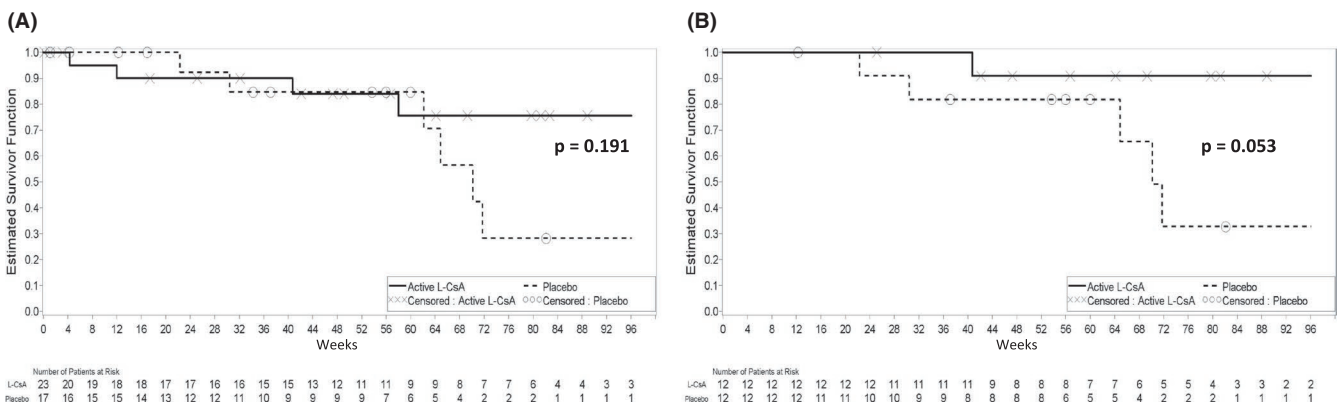 (A)
Estimated Survivor Function
1.0
0.9
0.8
0.7
0.6
0.5
0.4
0.3
0.2
0.1
0.0
p = 0.191
Active L-CsA Placebo
Censored : Active L-CsA Censored : Placebo
0 4 8 12 16 20 24 28 32 36 40 44 48 52 56 60 64 68 72 76 80 84 88 92 96
Weeks
Number of Patients at Risk
L-CsA 23 20 19 18 18 17 17 16 16 15 15 13 12 11 11 9 9 8 7 7 6 4 4 3 3
Placebo 17 16 15 15 14 13 12 12 11 10 9 9 9 9 7 6 5 4 2 2 2 1 1 1 1
(B)
Estimated Survivor Function
1.0
0.9
0.8
0.7
0.6
0.5
0.4
0.3
0.2
0.1
0.0
p = 0.053
Active L-CsA Placebo
Censored : Active L-CsA Censored : Placebo
0 4 8 12 16 20 24 28 32 36 40 44 48 52 56 60 64 68 72 76 80 84 88 92 96
Weeks
Number of Patients at Risk
L-CsA 12 12 12 12 12 12 12 11 11 11 11 9 8 8 8 7 7 6 5 5 4 3 3 2 2
Placebo 12 12 12 12 11 11 10 10 9 9 8 8 8 8 6 5 5 4 2 2 2 1 1 1 1